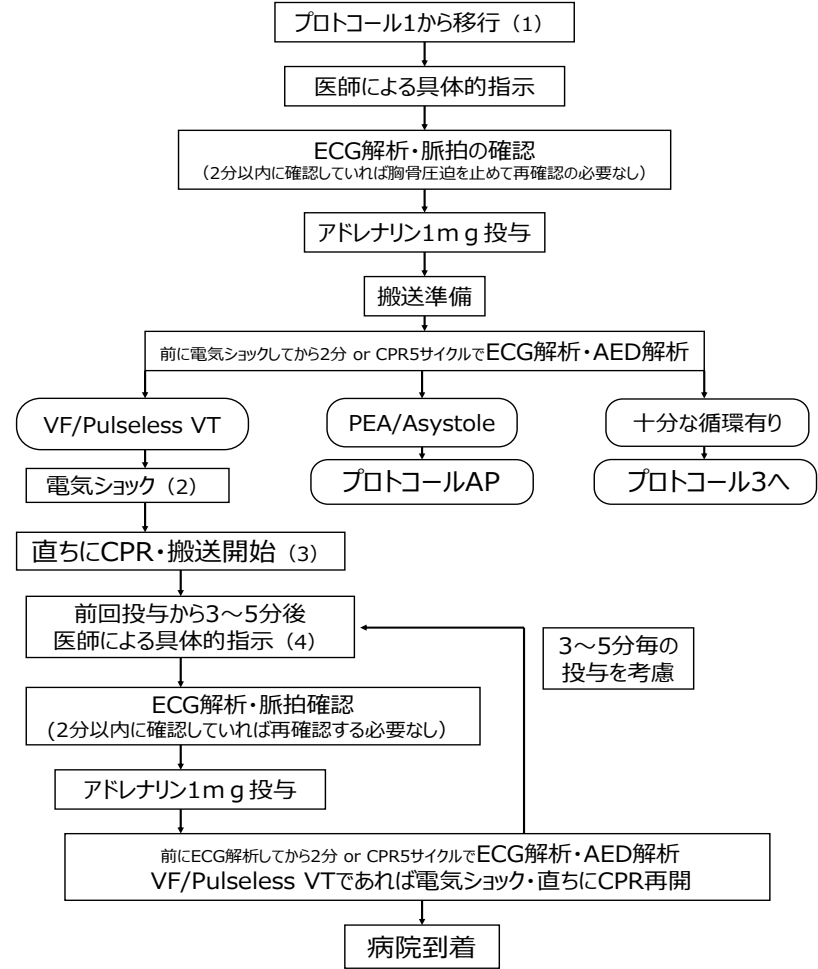 プロトコール1から移行（1）
医師による具体的指示
ECG解析・脈拍の確認
（2分以内に確認していれば胸骨圧迫を止めて再確認の必要なし）
アドレナリン1ｍｇ投与
搬送準備
前に電気ショックしてから2分 or CPR5サイクルでECG解析・AED解析
VF/Pulseless VT
PEA/Asystole
十分な循環有り
電気ショック（2）
プロトコールAP
プロトコール3へ
直ちにCPR・搬送開始（3）
前回投与から3～5分後
医師による具体的指示（4）
3～5分毎の
投与を考慮
ECG解析・脈拍確認
(2分以内に確認していれば再確認する必要なし）
アドレナリン1ｍｇ投与
前にECG解析してから2分 or CPR5サイクルでECG解析・AED解析
VF/Pulseless VTであれば電気ショック・直ちにCPR再開
病院到着